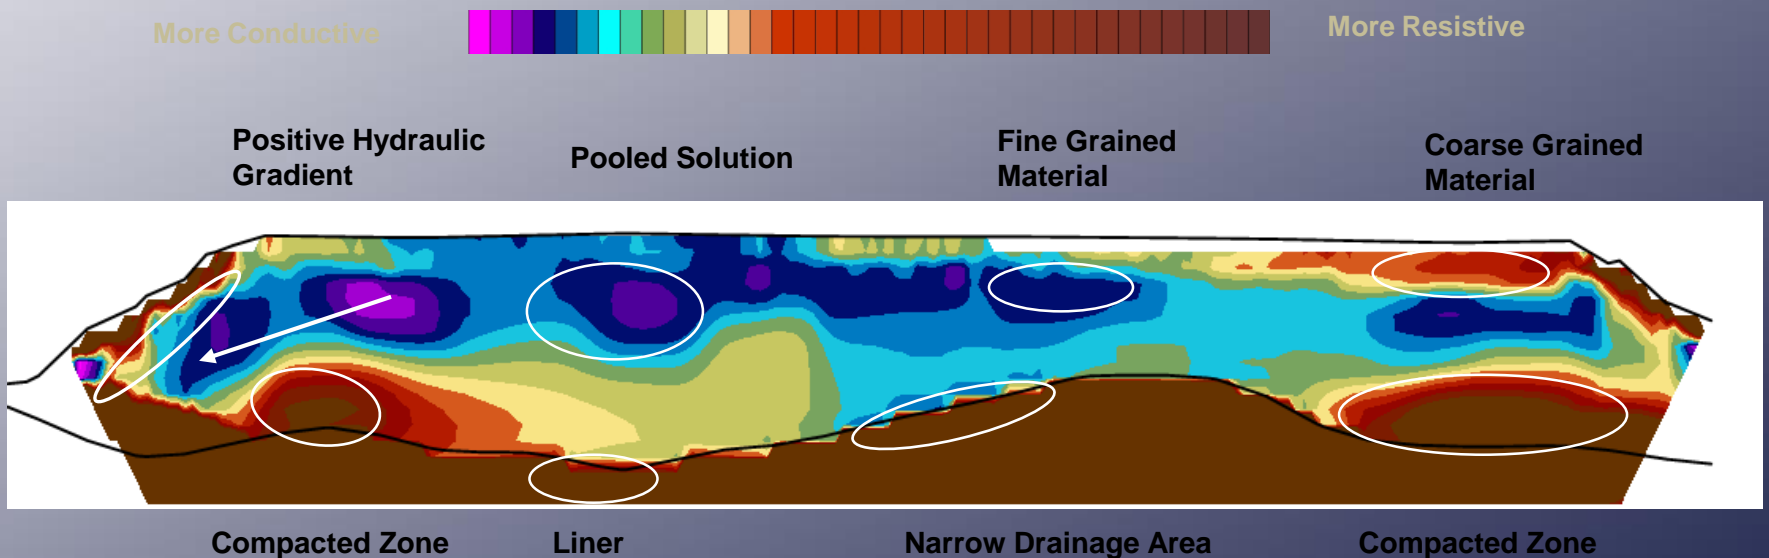 More Conductive
More Resistive
Positive Hydraulic
Gradient
Pooled Solution
Fine Grained
Material
Coarse Grained
Material
Compacted Zone
Liner
Narrow Drainage Area
Compacted Zone